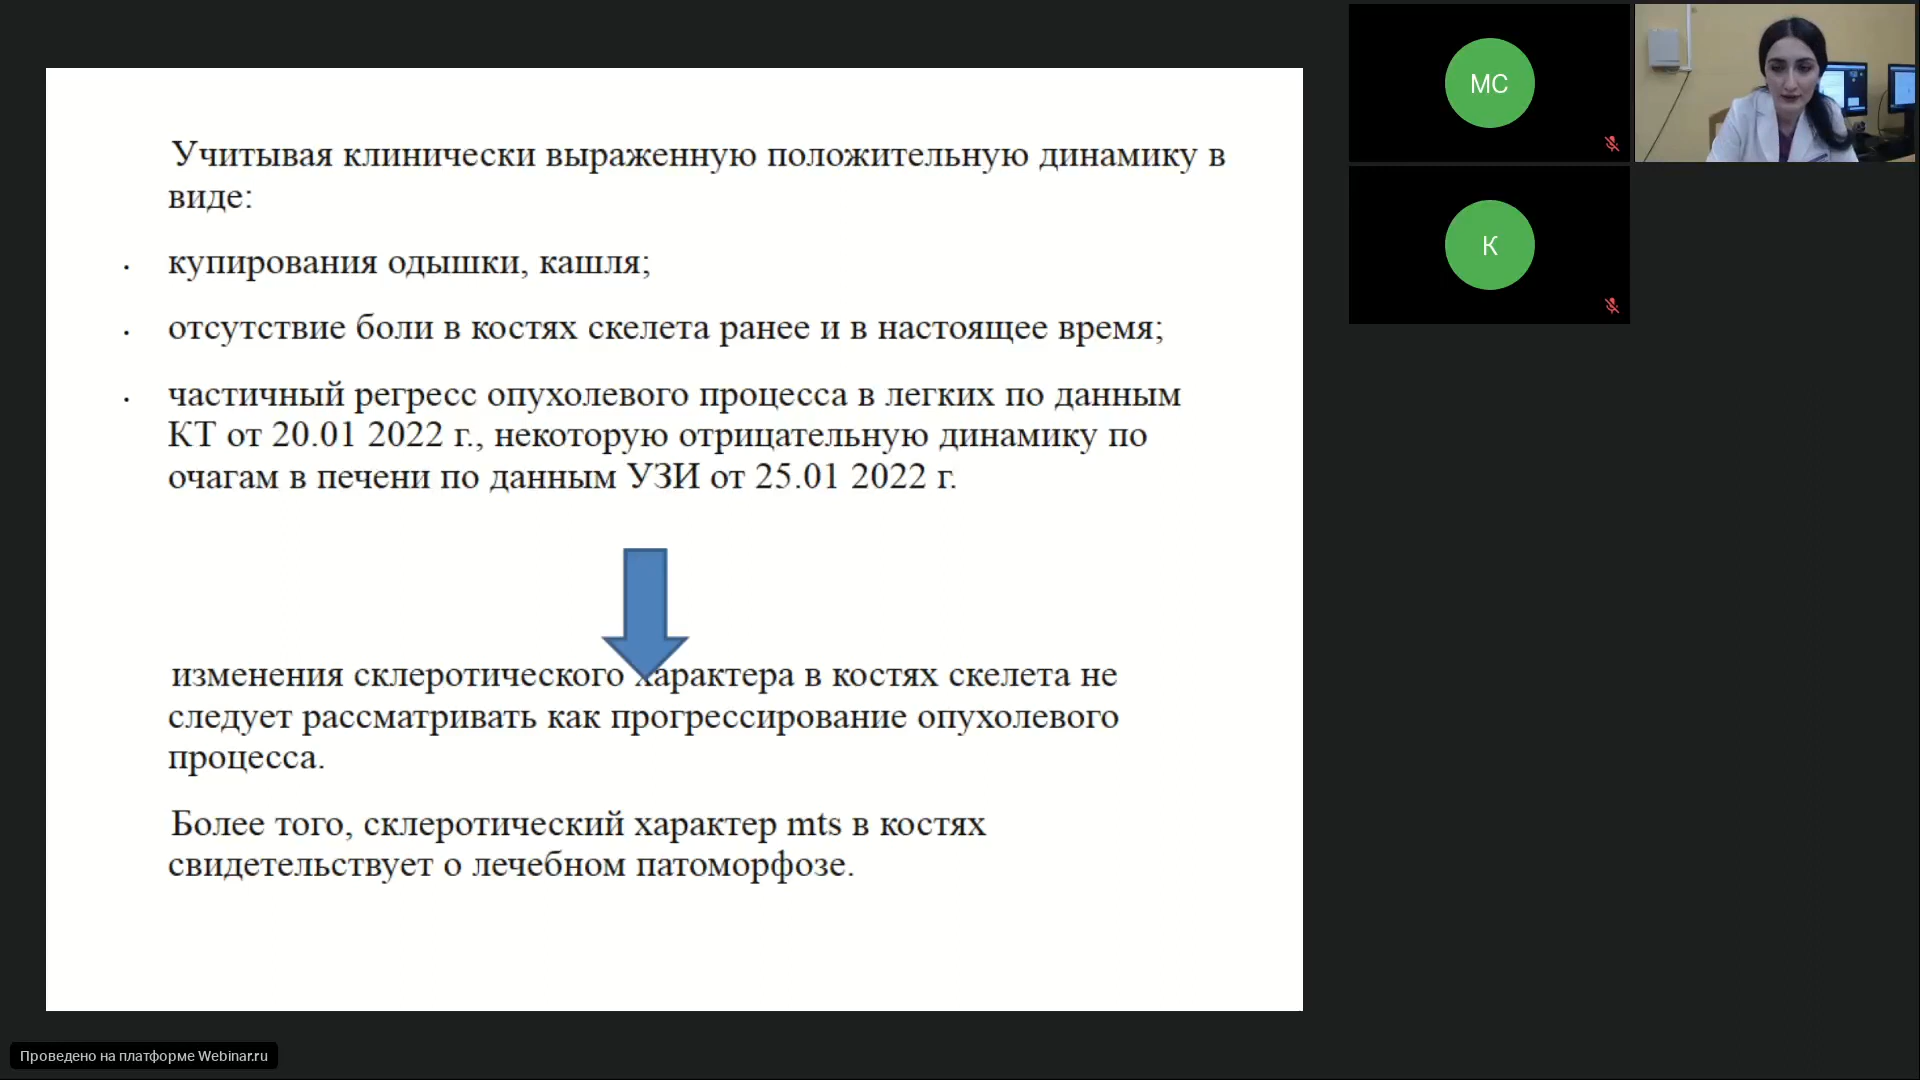 Учитывая клинически выраженную положительную динамику в
виде:
купирования одышки, кашля;
отсутствие боли в костях скелета ранее и в настоящее время;
частичный регресс опухолевого процесса в легких по данным
КТ от 20.01 2022 г., некоторую отрицательную динамику по
очагам в печени по данным УЗИ от 25.01 2022 г.
изменения склеротического характера в костях скелета не
следует рассматривать как прогрессирование опухолевого
процесса.
Более того, склеротический характер mts в костях
свидетельствует о лечебном патоморфозе.
МС
К
Проведено на платформе Webinar.ru